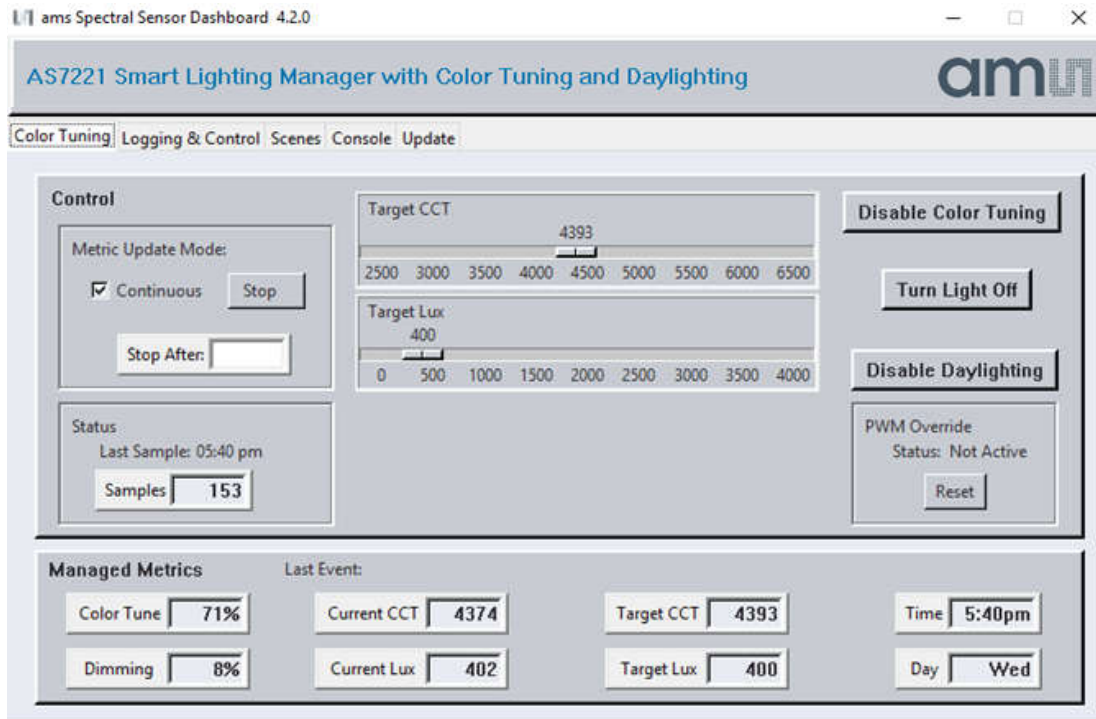 ams Spectral Sensor Dashboard 4.2.0
AS7221 Smart Lighting Manager with Color Tuning and Daylighting
am
Color Tuning Logging & Control Scenes Console Update
Control
Metric Update Mode:
Continuous Stop
Stop After:
Target CCT
4393
2500 3000 3500 4000 4500 5000 5500 6000 6500
Target Lux
400
0 500 1000 1500 2000 2500 3000 3500 4000
Disable Color Tuning
Turn Light Off
Disable Daylighting
Status
Last Sample: 05:40 pm
Samples 153
PWM Override
Status: Not Active
Reset
Managed Metrics Last Event:
Color Tune 71% Current CCT 4374 Target CCT 4393 Time 5:40pm
Dimming 8% Current Lux 402 Target Lux 400 Day Wed